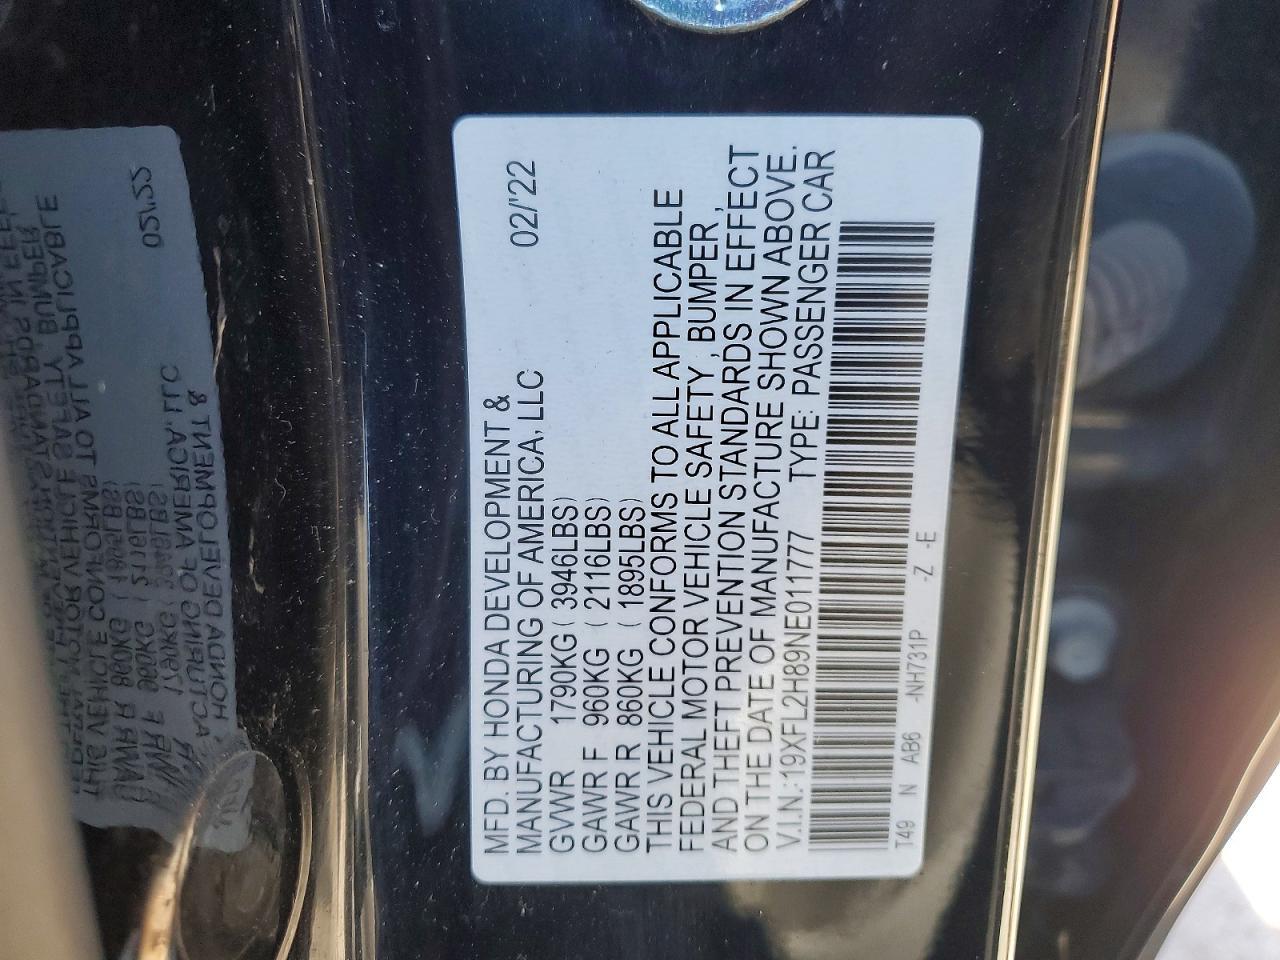 MFD. BY HONDA DEVELOPMENT & 02/'22
MANUFACTURING OF AMERICA, LLC
GVWR 1790KG ( 3946LBS)
GAWR F 960KG ( 2116LBS)
GAWR R 860KG ( 1895LBS)
THIS VEHICLE CONFORMS TO ALL APPLICABLE
FEDERAL MOTOR VEHICLE SAFETY, BUMPER,
AND THEFT PREVENTION STANDARDS IN EFFECT
ON THE DATE OF MANUFACTURE SHOWN ABOVE.
V.I.N.:19XFL2H89NE011777 TYPE: PASSENGER CAR
T49 N AB6 -NH731P -Z -E